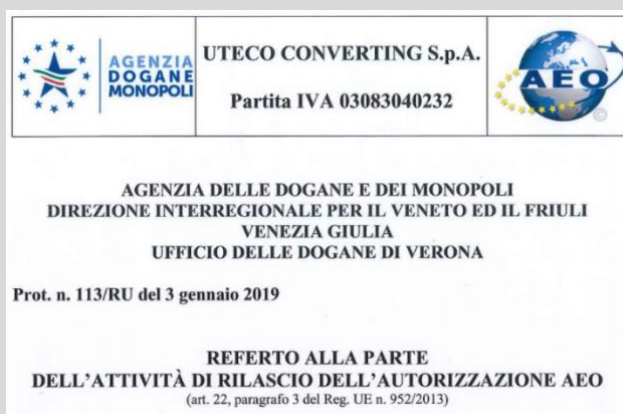 AGENZIA
DOGANE
MONOPOLI
UTECO CONVERTING S.p.A.
Partita IVA 03083040232
AEO
©
AGENZIA DELLE DOGANE E DEI MONOPOLI
DIREZIONE INTERREGIONALE PER IL VENETO ED IL FRIULI
VENEZIA GIULIA
UFFICIO DELLE DOGANE DI VERONA
Prot. n. 113/RU del 3 gennaio 2019
REFERTO ALLA PARTE
DELL'ATTIVITÀ DI RILASCIO DELL'AUTORIZZAZIONE AEO
(art. 22, paragrafo 3 del Reg. UE n. 952/2013)